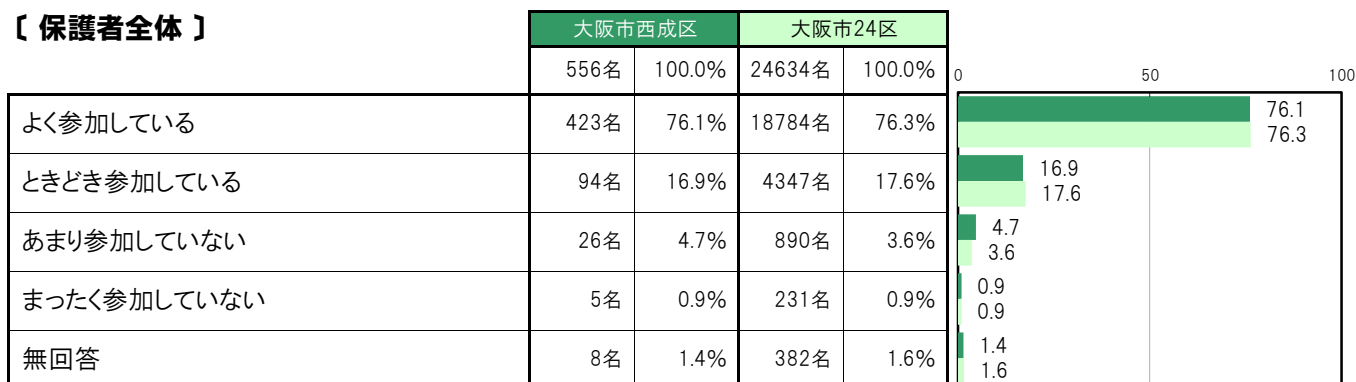 〔 保護者全体 〕
大阪市西成区 大阪市24区
556名 100.0% 24634名 100.0% 0 50 100
よく参加している 423名 76.1% 18784名 76.3% 76.1
76.3
ときどき参加している 94名 16.9% 4347名 17.6% 16.9
17.6
あまり参加していない 26名 4.7% 890名 3.6% 4.7
3.6
まったく参加していない 5名 0.9% 231名 0.9% 0.9
0.9
無回答 8名 1.4% 382名 1.6% 1.4
1.6